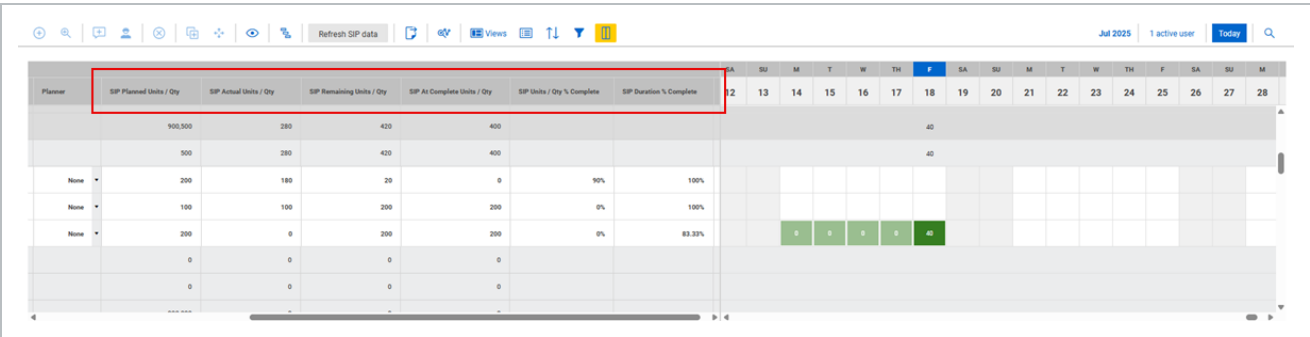 Refresh SIP data Views Jul 2025 1 active user Today
SA SU M T W TH F SA SU M T W TH F SA SU M
Planner SIP Planned Units / Qty SIP Actual Units / Qty SIP Remaining Units / Qty SIP At Complete Units / Qty SIP Units / Qty % Complete SIP Duration % Complete 12 13 14 15 16 17 18 19 20 21 22 23 24 25 26 27 28
900,500 280 420 400 40
500 280 420 400 40
None 200 180 20 0 90% 100%
None 100 100 200 200 0% 100%
None 200 0 200 200 0% 83.33% 0 0 0 0 40
0 0 0 0
0 0 0 0